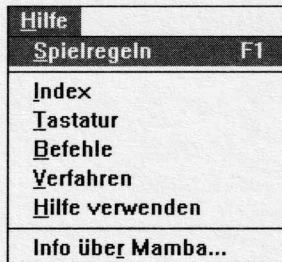 Hilfe
Spielregeln F1
Index
Tastatur
Befehle
Verfahren
Hilfe verwenden
Info über Mamba...